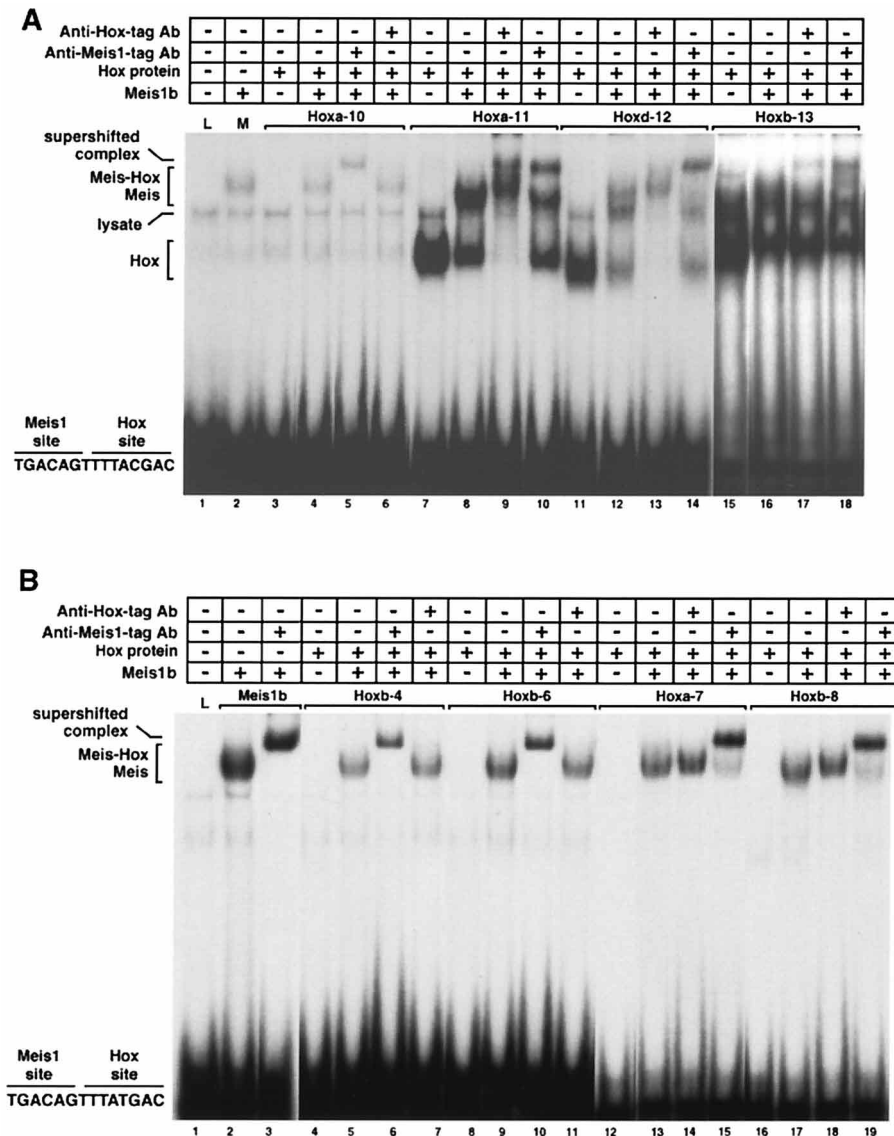 A
Anti-Hox-tag Ab - - - - - + - - + - - - + - - - + -
Anti-Meis1-tag Ab - - - - + - - - - + - - - + - - - +
Hox protein - - + + + + + + + + + + + + + + + +
Meis1b - + - + + + - + + + - + + + - + + +
L M Hoxa-10 Hoxa-11 Hoxd-12 Hoxb-13
supershifted
complex
Meis-Hox
Meis
lysate
Hox
Meis1 Hox
site site
TGACAGTTTTACGAC
1 2 3 4 5 6 7 8 9 10 11 12 13 14 15 16 17 18
B
Anti-Hox-tag Ab - - - - - - + - - - + - - + - - - + -
Anti-Meis1-tag Ab - - + - - + - - - + - - - - + - - - +
Hox protein - - - + + + + + + + + + + + + + + + +
Meis1b - + + - + + + - + + + - + + + - + + +
L Meis1b Hoxb-4 Hoxb-6 Hoxa-7 Hoxb-8
supershifted
complex
Meis-Hox
Meis
Meis1 Hox
site site
TGACAGTTTATGAC
1 2 3 4 5 6 7 8 9 10 11 12 13 14 15 16 17 18 19